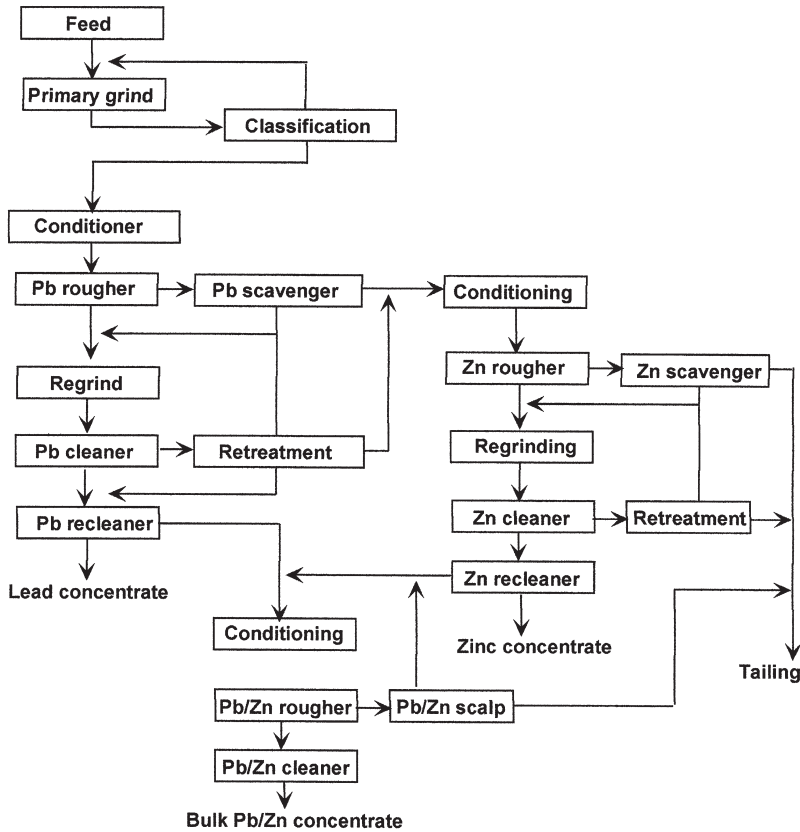 Feed
Primary grind
Classification
Conditioner
Pb rougher
Pb scavenger
Conditioning
Zn rougher
Zn scavenger
Regrind
Regrinding
Pb cleaner
Retreatment
Pb recleaner
Zn cleaner
Retreatment
Lead concentrate
Zn recleaner
Conditioning
Zinc concentrate
Tailing
Pb/Zn rougher
Pb/Zn scalp
Pb/Zn cleaner
Bulk Pb/Zn concentrate